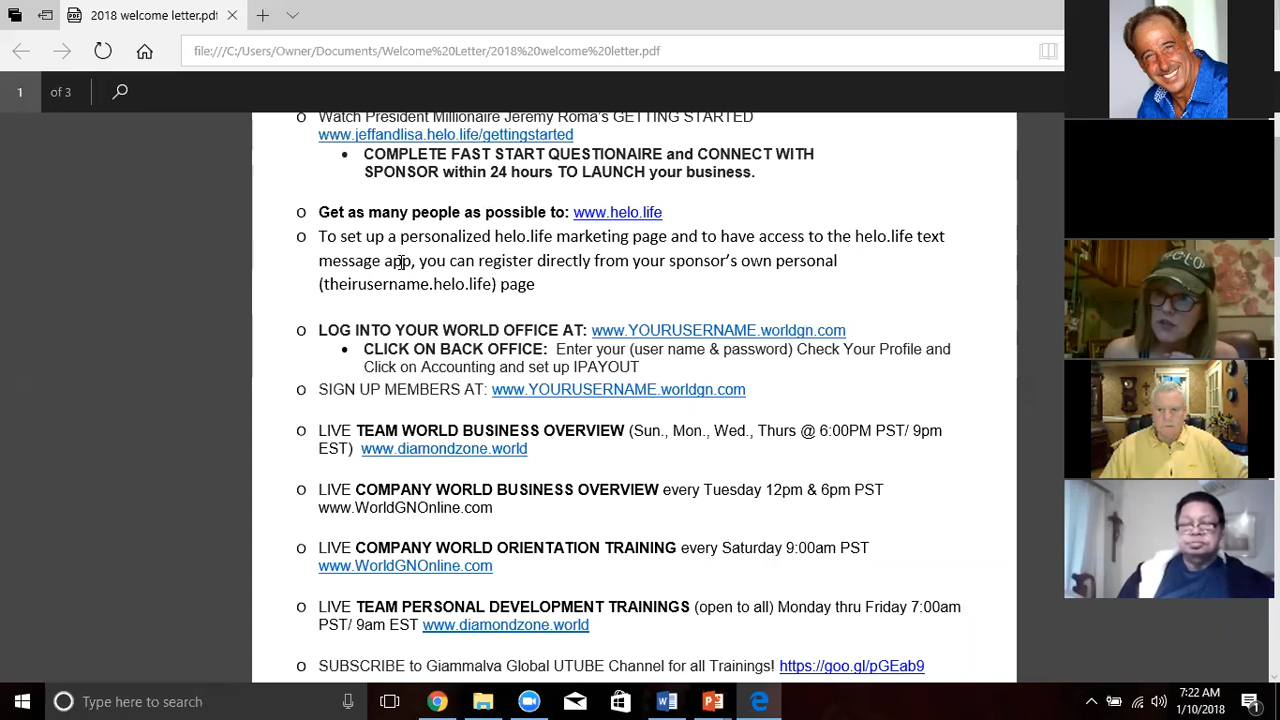 2018 welcome letter.pdf
file:///C:/Users/Owner/Documents/Welcome%20Letter/2018%20welcome%20letter.pdf
1 of 3
o Watch President Millionaire Jeremy Roma's GETTING STARTED
www.jeffandlisa.helo.life/gettingstarted
• COMPLETE FAST START QUESTIONAIRE and CONNECT WITH
SPONSOR within 24 hours TO LAUNCH your business.
o Get as many people as possible to: www.helo.life
o To set up a personalized helo.life marketing page and to have access to the helo.life text
message app, you can register directly from your sponsor's own personal
(theirusername.helo.life) page
o LOG INTO YOUR WORLD OFFICE AT: www.YOURUSERNAME.worldgn.com
• CLICK ON BACK OFFICE: Enter your (user name & password) Check Your Profile and
Click on Accounting and set up IPAYOUT
o SIGN UP MEMBERS AT: www.YOURUSERNAME.worldgn.com
o LIVE TEAM WORLD BUSINESS OVERVIEW (Sun., Mon., Wed., Thurs @ 6:00PM PST/ 9pm
EST) www.diamondzone.world
o LIVE COMPANY WORLD BUSINESS OVERVIEW every Tuesday 12pm & 6pm PST
www.WorldGNOnline.com
o LIVE COMPANY WORLD ORIENTATION TRAINING every Saturday 9:00am PST
www.WorldGNOnline.com
o LIVE TEAM PERSONAL DEVELOPMENT TRAININGS (open to all) Monday thru Friday 7:00am
PST/ 9am EST www.diamondzone.world
o SUBSCRIBE to Giammalva Global UTUBE Channel for all Trainings! https://goo.gl/pGEab9
Type here to search
7:22 AM
1/10/2018